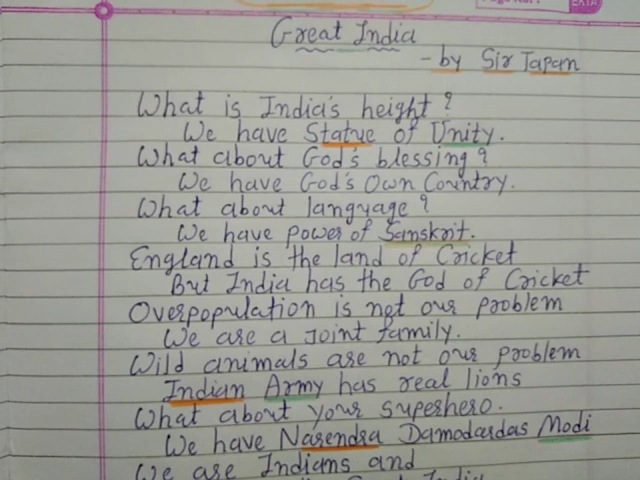 Great India
- by Sir Tapan
What is India's height?
We have Statue of Unity.
What about God's blessing?
We have God's Own Country.
What about language?
We have power of Sanskrit.
England is the land of Cricket
But India has the God of Cricket
Overpopulation is not our problem
We are a Joint family.
Wild animals are not our problem
Indian Army has real lions
What about your superhero.
We have Narendra Damodardas Modi
We are Indians and